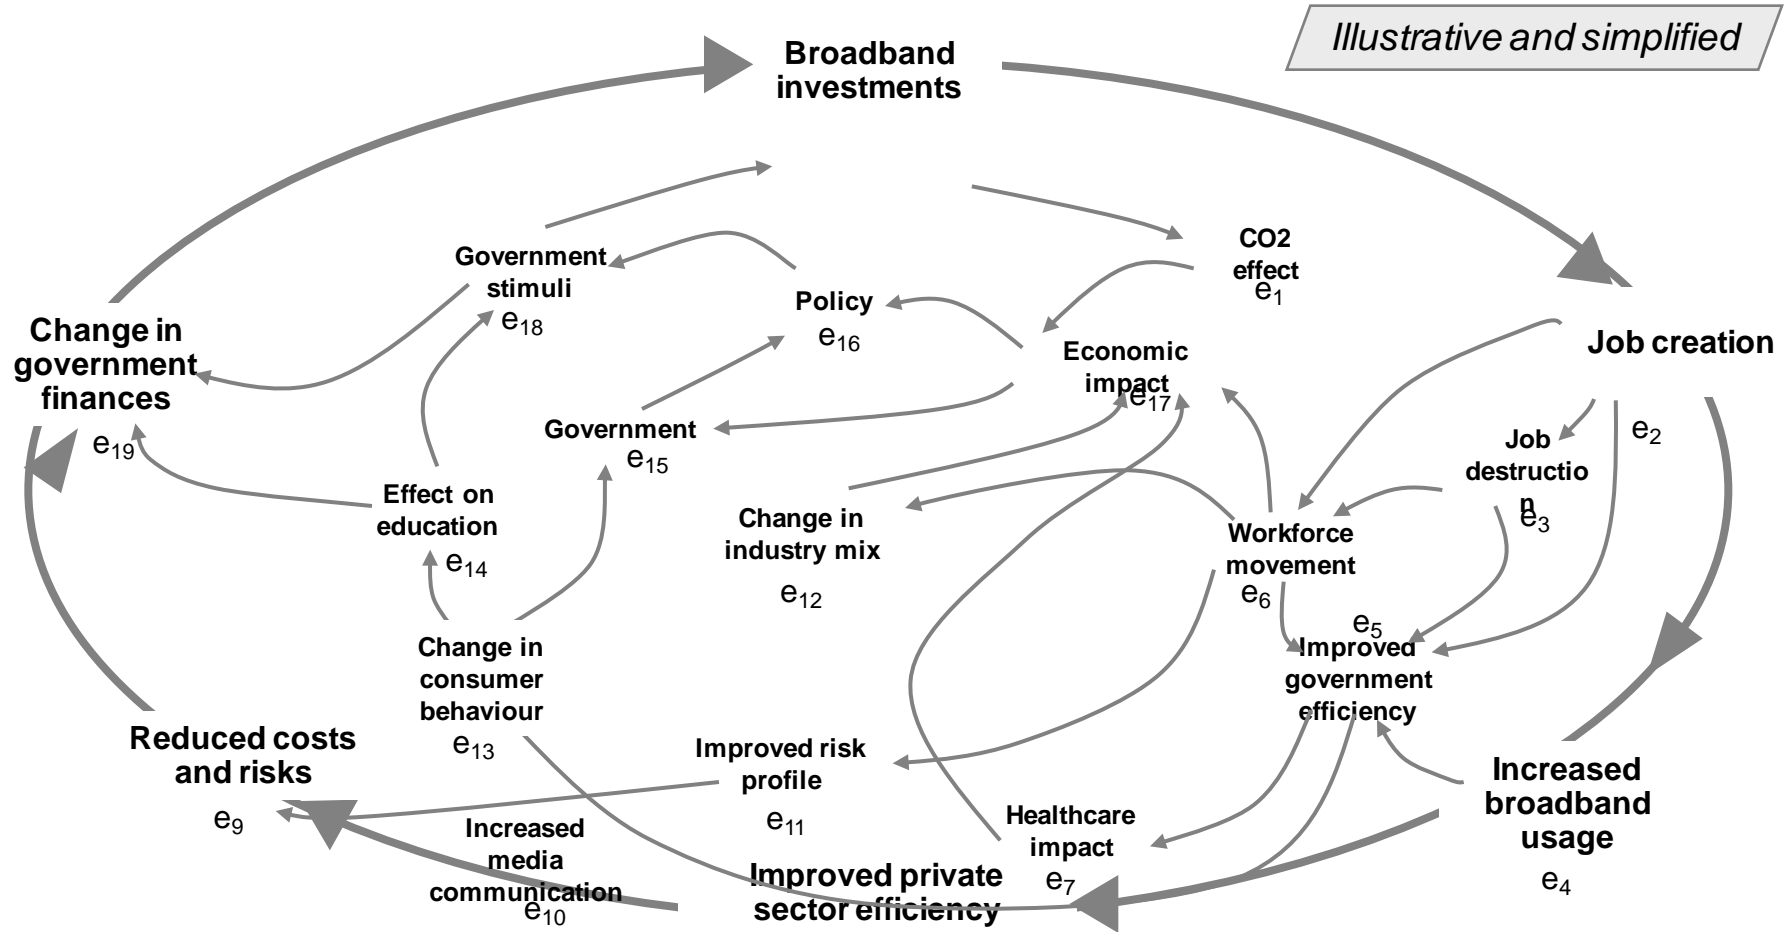 Illustrative and simplified
Broadband
investments
CO2
effect
e1
Government
stimuli
e18
Policy
e16
Change in
government
finances
e19
Economic
impact
e17
Job creation
e2
Government
e15
Job
destructio
n
e3
Effect on
education
e14
Change in
industry mix
e12
Workforce
movement
e6
e5
Improved
government
efficiency
Change in
consumer
behaviour
e13
Reduced costs
and risks
e9
Improved risk
profile
e11
Increased
broadband
usage
e4
Healthcare
impact
e7
Increased
media
communication
e10
Improved private
sector efficiency